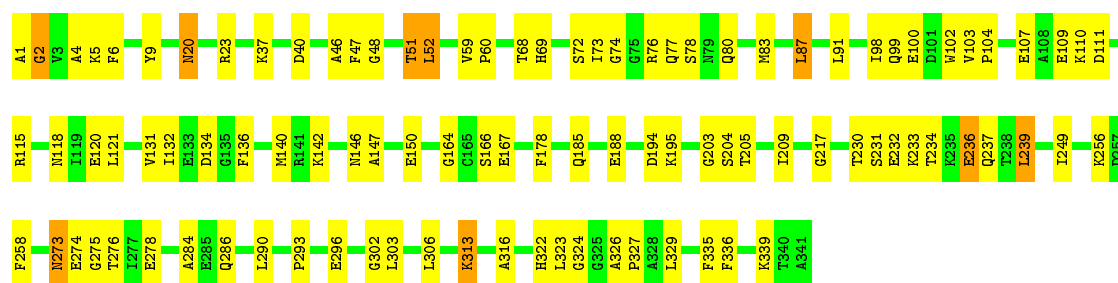 A1 G2 V3 A4 K5 F6 Y9 N20 R23 K37 D40 A46 F47 G48 T51 L52 V59 P60 T68 H69 S72 I73 G74 G75 R76 Q77 S78 N79 Q80 M83 L87 L91 I98 Q99 E100 D101 W102 V103 P104 E107 A108 E109 K110 D111
R115 N118 I119 E120 L121 V131 I132 E133 D134 G135 F136 M140 R141 K142 N146 A147 E150 G164 C165 S166 E167 F178 Q185 E188 D194 K195 G203 S204 T205 I209 G217 T230 S231 E232 K233 T234 K235 E236 Q237 T238 L239 I249 K256
F258 N273 E274 G275 T276 I277 E278 A284 E285 Q286 L290 P293 E296 G302 L303 L306 K313 A316 H322 L323 G324 G325 A326 P327 A328 L329 F335 F336 K339 T340 A341